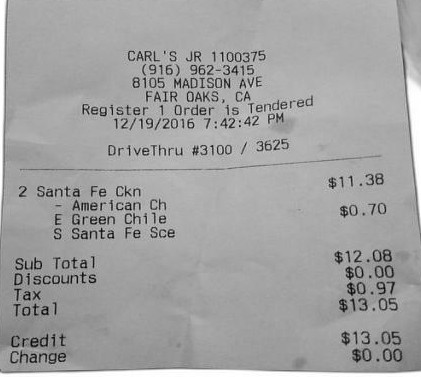 CARL'S JR 1100375
(916) 962-3415
8105 MADISON AVE
FAIR OAKS, CA
Register 1 Order is Tendered
12/19/2016 7:42:42 PM
DriveThru #3100 / 3625
2 Santa Fe Ckn $11.38
- American Ch
E Green Chile $0.70
S Santa Fe Sce
Sub Total $12.08
Discounts $0.00
Tax $0.97
Total $13.05
Credit $13.05
Change $0.00